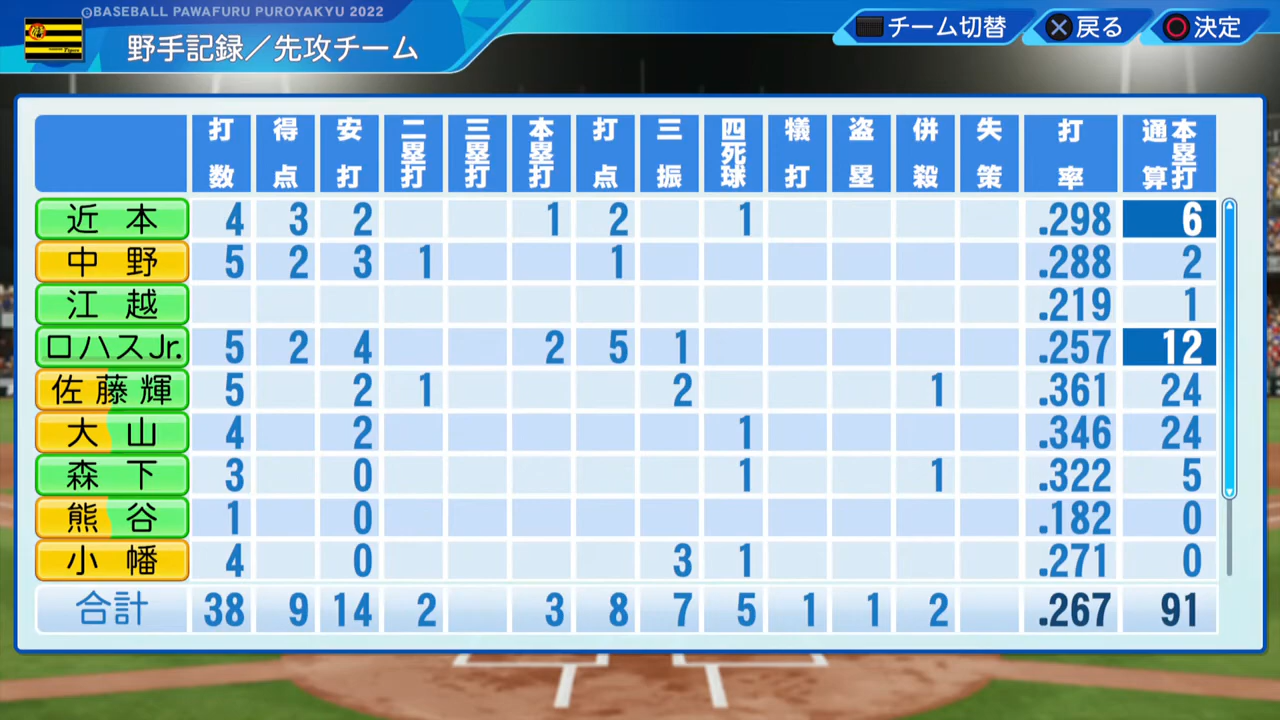 ©BASEBALL PAWAFURU PUROYAKYU 2022
野手記録／先攻チーム
チーム切替 戻る 決定
打数 得点 安打 二塁打 三塁打 本塁打 打点 三振 四死球 犠打 盗塁 併殺 失策 打率 通算本塁打
近本 4 3 2 1 2 1 .298 6
中野 5 2 3 1 1 .288 2
江越 .219 1
ロハスJr. 5 2 4 2 5 1 .257 12
佐藤輝 5 2 1 2 1 .361 24
大山 4 2 1 .346 24
森下 3 0 1 1 .322 5
熊谷 1 0 .182 0
小幡 4 0 3 1 .271 0
合計 38 9 14 2 3 8 7 5 1 1 2 .267 91